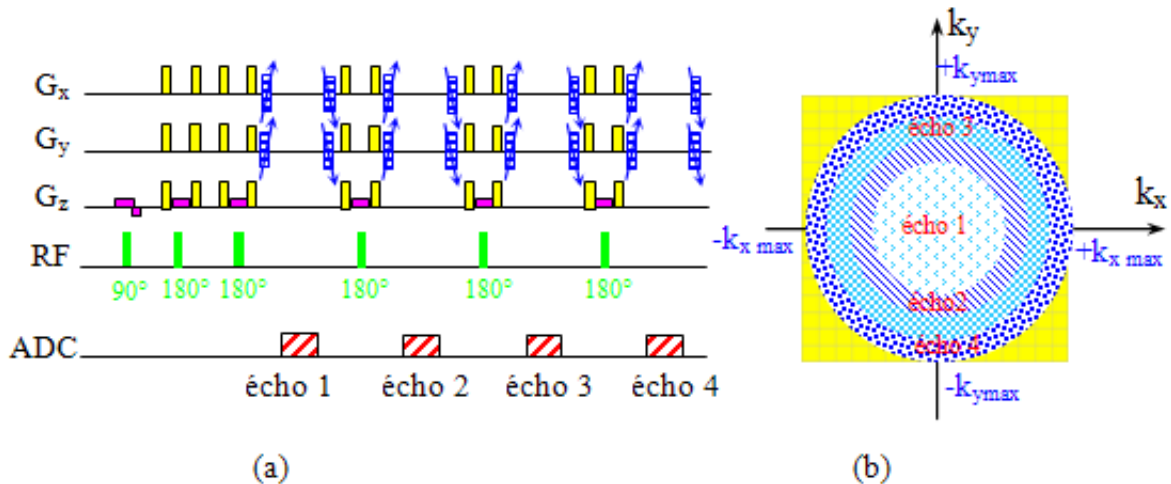 Gx
Gy
Gz
RF
90° 180° 180° 180° 180° 180°
ADC
écho 1 écho 2 écho 3 écho 4
(a)
ky
+kymax
écho 3
kx
écho 1
-kx max
+kx max
écho2
écho 4
-kymax
(b)